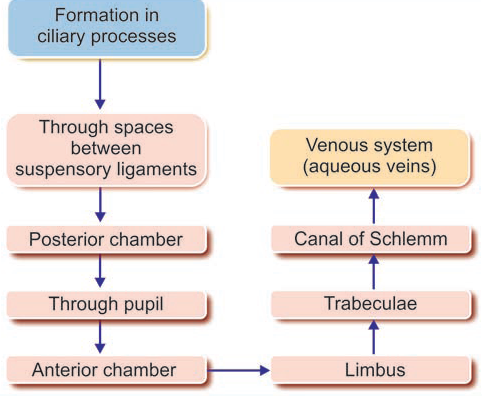 Formation in
ciliary processes
Through spaces
between
suspensory ligaments
Posterior chamber
Through pupil
Anterior chamber
Limbus
Trabeculae
Canal of Schlemm
Venous system
(aqueous veins)